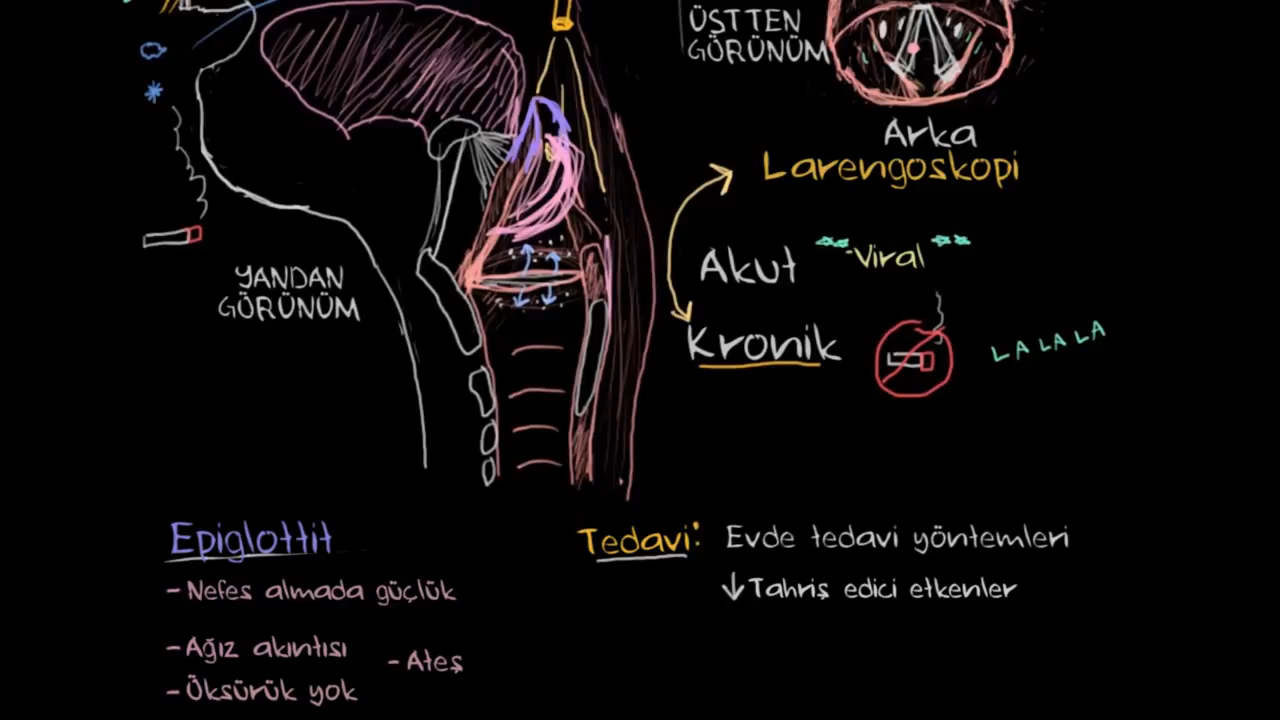 ÜSTTEN
GÖRÜNÜM
Arka
Larengoskopi
Akut
Viral
Kronik
LA LA LA
YANDAN
GÖRÜNÜM
Epiglottit
-Nefes almada güçlük
-Ağız akıntısı
-Ateş
-Üksürük yok
Tedavi: Evde tedavi yöntemleri
↓Tahriş edici etkenler